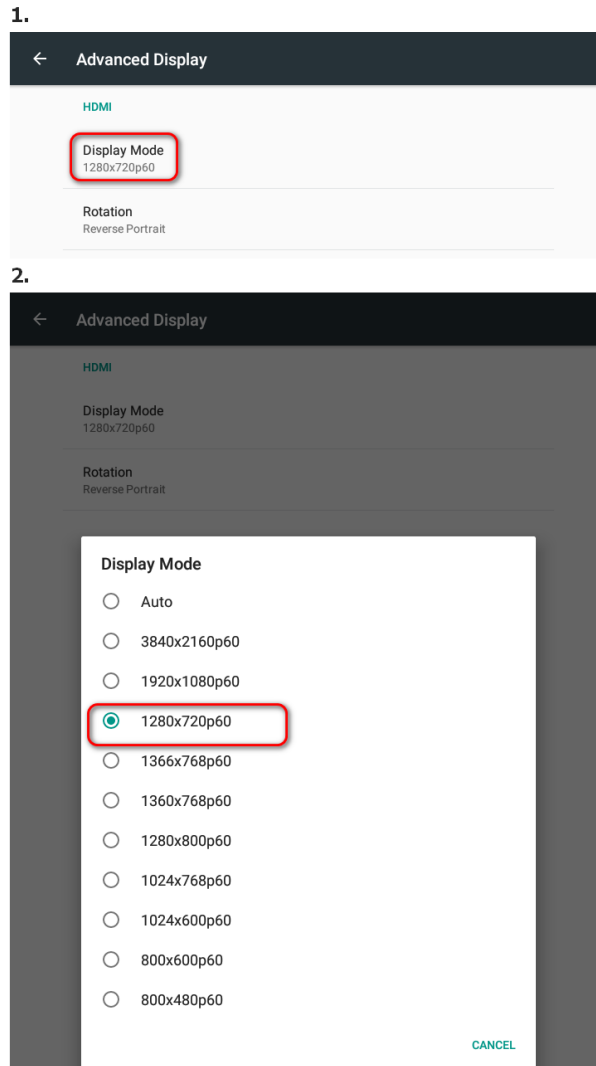 1.
Advanced Display
HDMI
Display Mode
1280x720p60
Rotation
Reverse Portrait
2.
Advanced Display
HDMI
Display Mode
1280x720p60
Rotation
Reverse Portrait
Display Mode
Auto
3840x2160p60
1920x1080p60
1280x720p60
1366x768p60
1360x768p60
1280x800p60
1024x768p60
1024x600p60
800x600p60
800x480p60
CANCEL